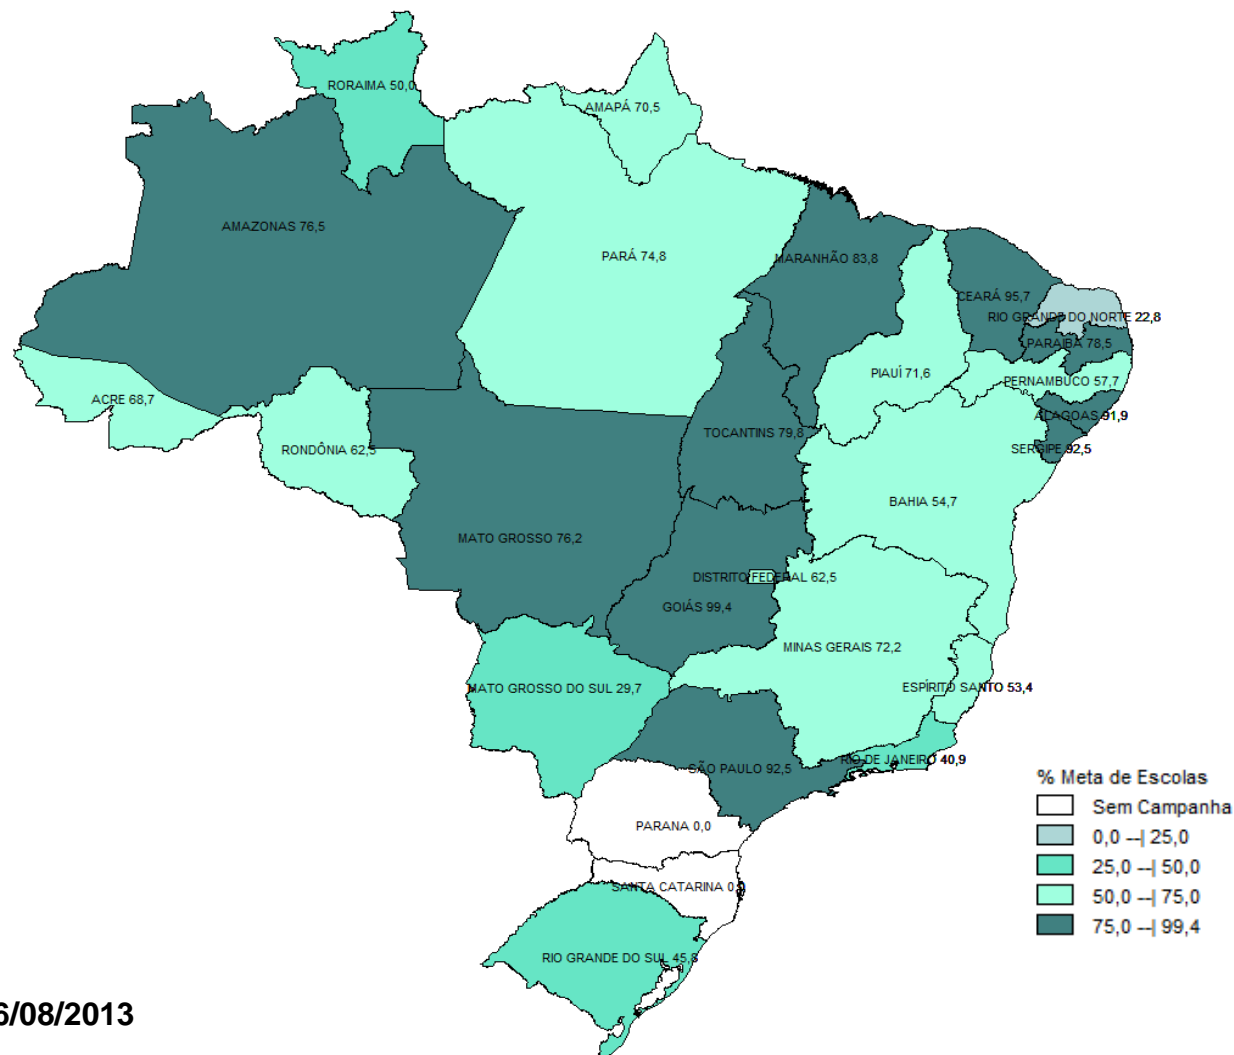 RORAIMA 50,0
AMAPÁ 70,5
AMAZONAS 76,5
PARÁ 74,8
MARANHÃO 83,8
CEARÁ 95,7
RIO GRANDE DO NORTE 22,8
PARAIBA 78,5
PIAUÍ 71,6
PERNAMBUCO 57,7
ACRE 68,7
ALAGOAS 91,9
TOCANTINS 79,8
RONDÔNIA 62,5
SERGIPE 92,5
BAHIA 54,7
MATO GROSSO 76,2
DISTRITO FEDERAL 62,5
GOIÁS 99,4
MINAS GERAIS 72,2
MATO GROSSO DO SUL 29,7
ESPÍRITO SANTO 53,4
RIO DE JANEIRO 40,9
SÃO PAULO 92,5
% Meta de Escolas
Sem Campanha
0,0 --| 25,0
25,0 --| 50,0
50,0 --| 75,0
75,0 --| 99,4
PARANA 0,0
SANTA CATARINA 0,0
RIO GRANDE DO SUL 45,8
6/08/2013